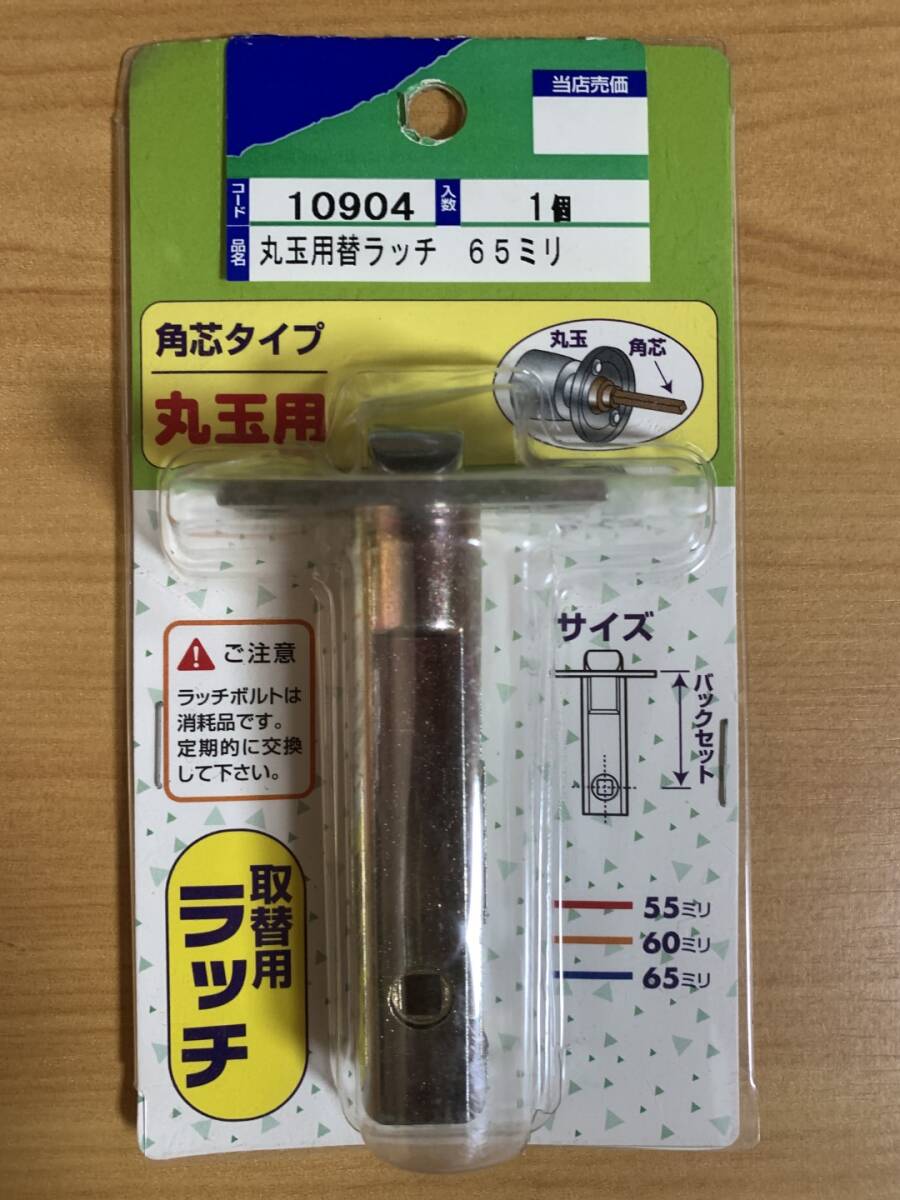 当店売価
コード
10904
入数
1個
品名
丸玉用替ラッチ 65ミリ
角芯タイプ
丸玉用
丸玉
角芯
ご注意
ラッチボルトは
消耗品です。
定期的に交換
して下さい。
サイズ
バックセット
取替用
ラッチ
55ミリ
60ミリ
65ミリ